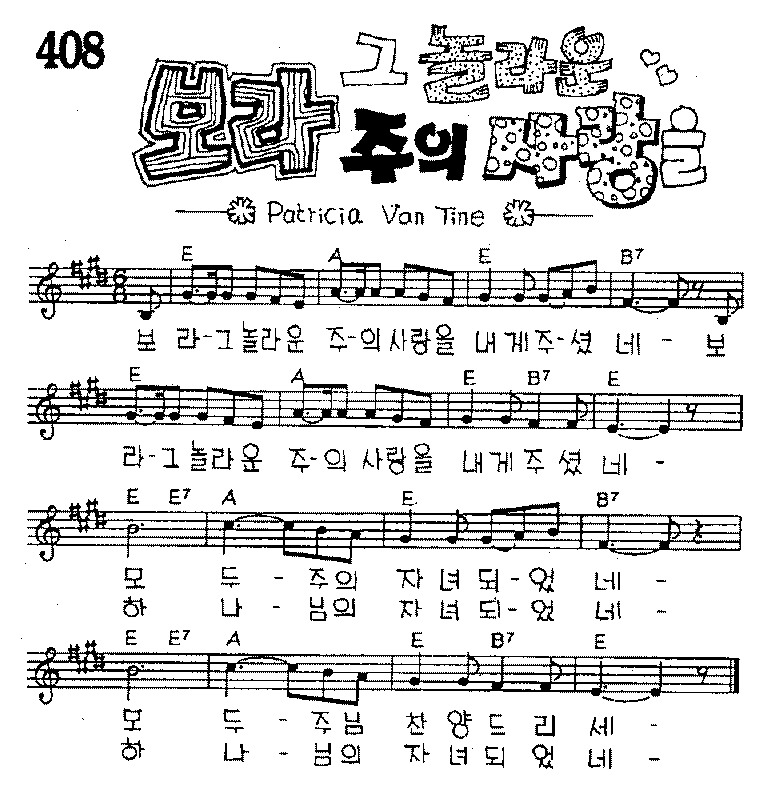 408
보라 그 놀라운
주의 사랑을
Patricia Van Tine
E A E B7
6/8
보 라-그놀라운 주-의사랑을 내게주-셨 네- 보
E A E B7 E
라-그놀라운 주-의 사랑을 내게주셨 네 -
E E7 A E B7
모 두 - 주의 자녀되-었 네 -
하 나 - 님의 자녀되-었 네 -
E E7 A E B7 E
모 두 - 주님 찬양드리세 -
하 나 - 님의 자녀되었네 -